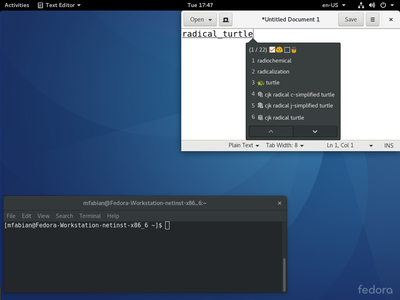 Activities Text Editor Tue 17:47 en-US
Open *Untitled Document 1 Save
radical_turtle
(1 / 22)
1 radiochemical
2 radicalization
3 🐢 turtle
4 cjk radical c-simplified turtle
5 cjk radical j-simplified turtle
6 cjk radical turtle
Plain Text Tab Width: 8 Ln 1, Col 1 INS
mfabian@Fedora-Workstation-netinst-x86_6:~
File Edit View Search Terminal Help
[mfabian@Fedora-Workstation-netinst-x86_6 ~]$
fedora